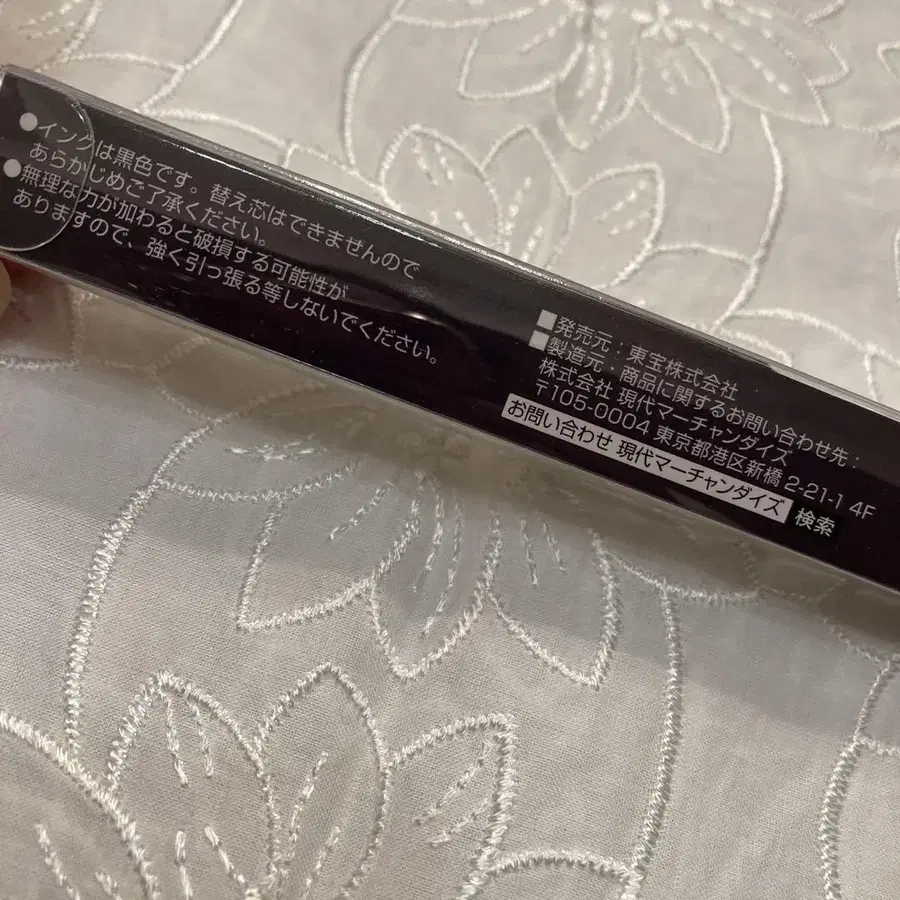 ●インクは黒色です。替え芯はできませんので
あらかじめご了承ください。
●無理な力が加わると破損する可能性が
ありますので、強く引っ張る等しないでください。
■発売元：東宝株式会社
■製造元：商品に関するお問い合わせ先：
株式会社 現代マーチャンダイズ
〒105-0004 東京都港区新橋 2-21-1 4F
お問い合わせ 現代マーチャンダイズ 検索